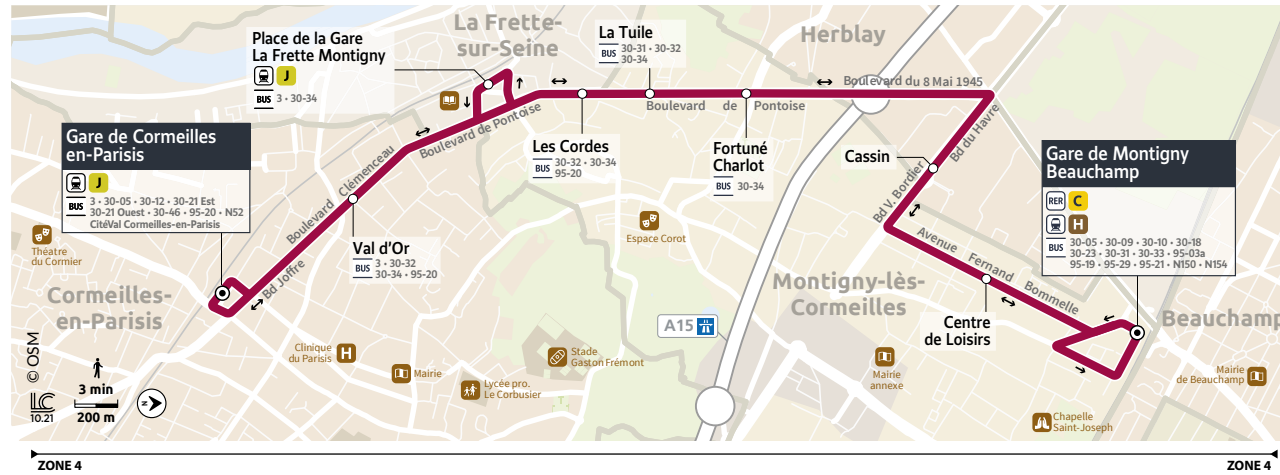 La Frette-
sur-Seine
Place de la Gare
La Frette Montigny
J
BUS 3 • 30-34
La Tuile
BUS 30-31 • 30-32
30-34
Herblay
Boulevard du 8 Mai 1945
Boulevard de Pontoise
Boulevard de Pontoise
Gare de Cormeilles
en-Parisis
J
BUS 3 • 30-05 • 30-12 • 30-21 Est
30-21 Ouest • 30-46 • 95-20 • N52
CitéVal Cormeilles-en-Parisis
Boulevard Clémenceau
Les Cordes
BUS 30-32 • 30-34
95-20
Fortuné
Charlot
BUS 30-34
Cassin
Bd du Havre
Bd V. Bordier
Gare de Montigny
Beauchamp
RER C
H
BUS 30-05 • 30-09 • 30-10 • 30-18
30-23 • 30-31 • 30-33 • 95-03a
95-19 • 95-29 • 95-21 • N150 • N154
Théatre
du Cormier
Val d'Or
BUS 3 • 30-32
30-34 • 95-20
Espace Corot
Avenue Fernand Bommelle
Bd Joffre
Cormeilles-
en-Parisis
Montigny-lès-
Cormeilles
Centre
de Loisirs
Beauchamp
A15
Clinique
du Parisis
H
Mairie
Stade
Gaston Frémont
Lycée pro.
Le Corbusier
Mairie
annexe
Mairie
de Beauchamp
Chapelle
Saint-Joseph
© OSM
LC
10.21
3 min
200 m
N
ZONE 4
ZONE 4